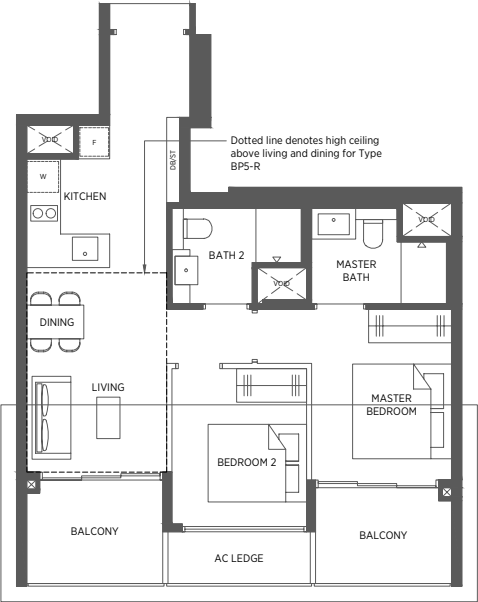 VOID
F
Dotted line denotes high ceiling
above living and dining for Type
BP5-R
DB/ST
W
KITCHEN
VOID
BATH 2
MASTER
BATH
VOID
DINING
LIVING
MASTER
BEDROOM
BEDROOM 2
BALCONY
BALCONY
AC LEDGE